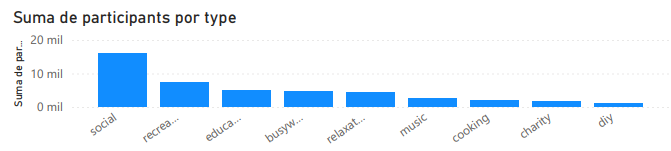 Suma de participants por type
Suma de par...
20 mil
10 mil
0 mil
social
recrea...
educa...
busyw...
relaxat...
music
cooking
charity
diy